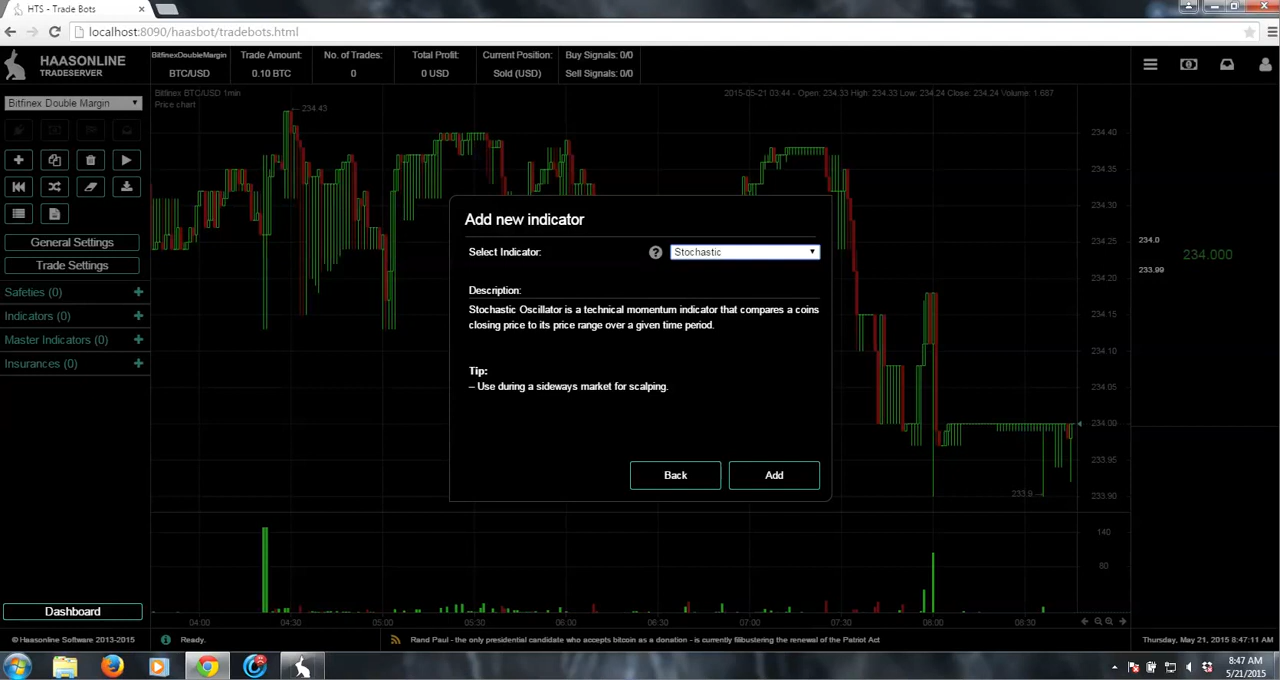 HTS - Trade Bots
localhost:8090/haasbot/tradebots.html
HAASONLINE
TRADESERVER
BitfinexDoubleMargin
BTC/USD
Trade Amount:
0.10 BTC
No. of Trades:
0
Total Profit:
0 USD
Current Position:
Sold (USD)
Buy Signals: 0/0
Sell Signals: 0/0
Bitfinex Double Margin
Bitfinex BTC/USD 1min
Price chart
2015-05-21 03:44 - Open: 234.33 High: 234.33 Low: 234.24 Close: 234.24 Volume: 1.687
234.43
234.40
234.35
234.30
234.25
234.20
234.15
234.10
234.05
234.00
233.95
233.90
233.9
140
80
234.0
233.99
234.000
General Settings
Trade Settings
Safeties (0)
Indicators (0)
Master Indicators (0)
Insurances (0)
Add new indicator
Select Indicator:
Stochastic
Description:
Stochastic Oscillator is a technical momentum indicator that compares a coins
closing price to its price range over a given time period.
Tip:
– Use during a sideways market for scalping.
Back
Add
Dashboard
04:00
04:30
05:00
05:30
06:00
06:30
07:00
07:30
08:00
08:30
© Haasonline Software 2013-2015
Ready.
Rand Paul - the only presidential candidate who accepts bitcoin as a donation - is currently filibustering the renewal of the Patriot Act
Thursday, May 21, 2015 8:47:11 AM
8:47 AM
5/21/2015